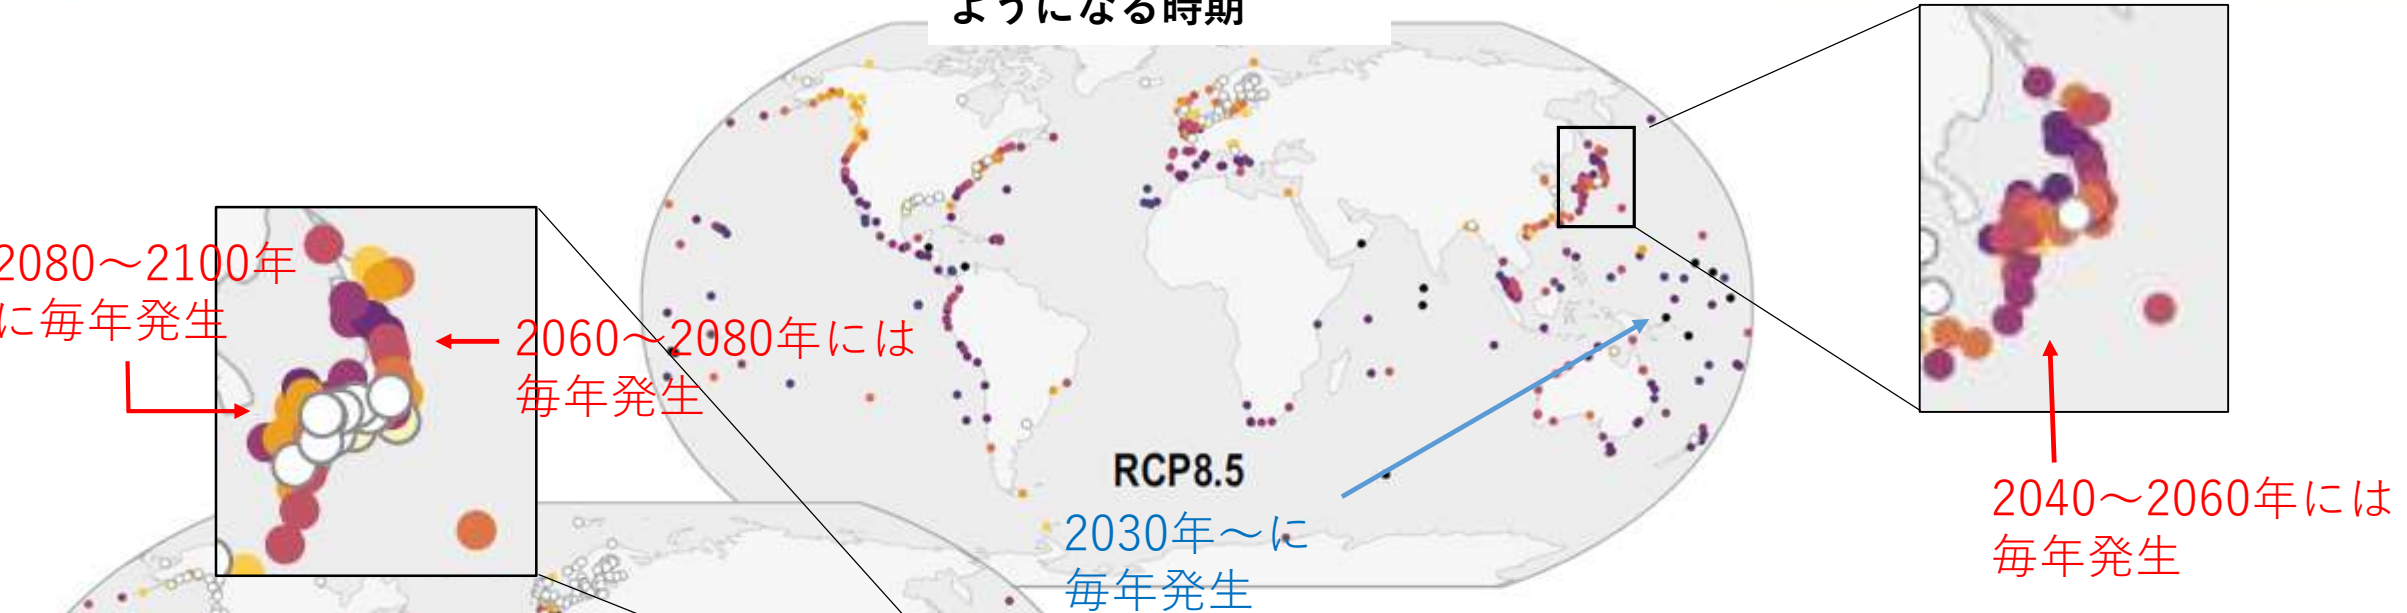 ようになる時期
2080～2100年
に毎年発生
2060～2080年には
毎年発生
RCP8.5
2030年～に
毎年発生
2040～2060年には
毎年発生